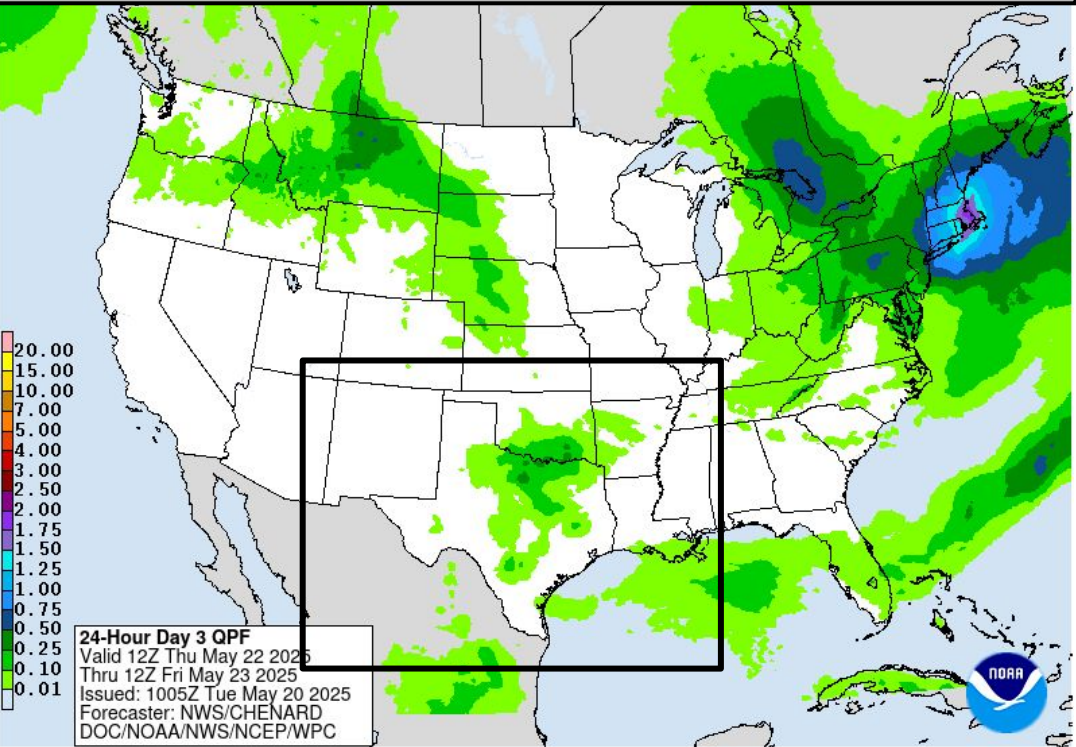 20.00
15.00
10.00
7.00
5.00
4.00
3.00
2.50
2.00
1.75
1.50
1.25
1.00
0.75
0.50
0.25
0.10
0.01
24-Hour Day 3 QPF
Valid 12Z Thu May 22 2025
Thru 12Z Fri May 23 2025
Issued: 1005Z Tue May 20 2025
Forecaster: NWS/CHENARD
DOC/NOAA/NWS/NCEP/WPC
NOAA